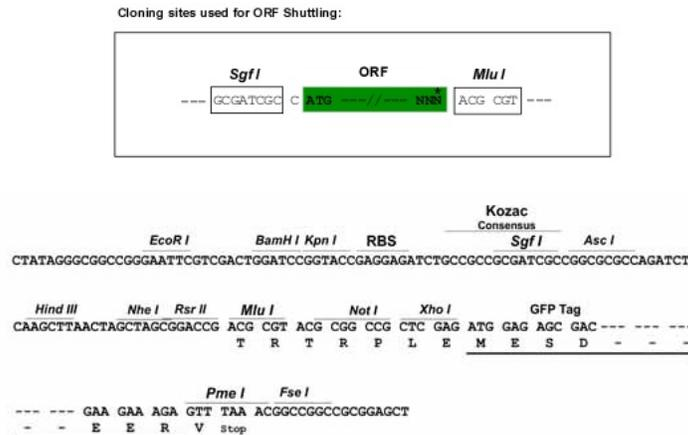 Cloning sites used for ORF Shuttling:
Sgf I ORF Mlu I
--- GCGATCGC C ATG ---//--- NNN* ACG CGT ---
Kozac
Consensus
EcoR I BamH I Kpn I RBS Sgf I Asc I
CTATAGGGCGGCCGGGAATTCGTCGACTGGATCCGGTACCGAGGAGATCTGCCGCCGCGATCGCCGGCGCGCCAGATCT
Hind III Nhe I Rsr II Mlu I Not I Xho I GFP Tag
CAAGCTTAACTAGCTAGCGGACCG ACG CGT ACG CGG CCG CTC GAG ATG GAG AGC GAC--- --- ---
T R T R P L E M E S D - - -
Pme I Fse I
--- --- GAA GAA AGA GTT TAA ACGGCCGGCCGCGGAGCT
- - E E R V Stop